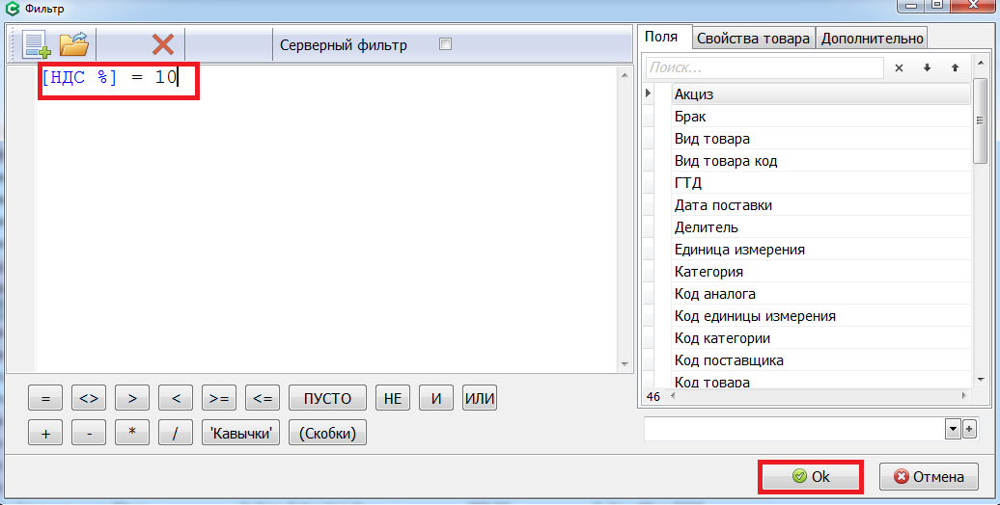 Фильтр
Серверный фильтр
[НДС %] = 10
Поля
Свойства товара
Дополнительно
Поиск...
Акциз
Брак
Вид товара
Вид товара код
ГТД
Дата поставки
Делитель
Единица измерения
Категория
Код аналога
Код единицы измерения
Код категории
Код поставщика
Код товара
46
= <> > < >= <= ПУСТО НЕ И ИЛИ
+ - * / 'Кавычки' (Скобки)
Ok
Отмена